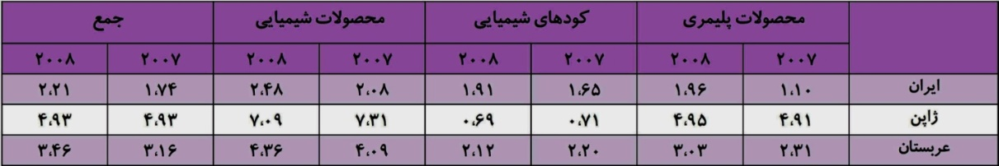 محصولات پلیمری کودهای شیمیایی محصولات شیمیایی جمع
۲۰۰۷ ۲۰۰۸ ۲۰۰۷ ۲۰۰۸ ۲۰۰۷ ۲۰۰۸ ۲۰۰۷ ۲۰۰۸
ایران ۱،۱۰ ۱،۹۶ ۱،۶۵ ۱،۹۱ ۲،۰۸ ۲،۴۸ ۱،۷۴ ۲،۲۱
ژاپن ۴،۹۱ ۴،۹۵ ۰،۷۱ ۰،۶۹ ۷،۳۱ ۷،۰۹ ۴،۹۳ ۴،۹۳
عربستان ۲،۳۱ ۳،۰۳ ۲،۲۰ ۲،۱۲ ۴،۰۹ ۴،۳۶ ۳،۱۶ ۳،۴۶